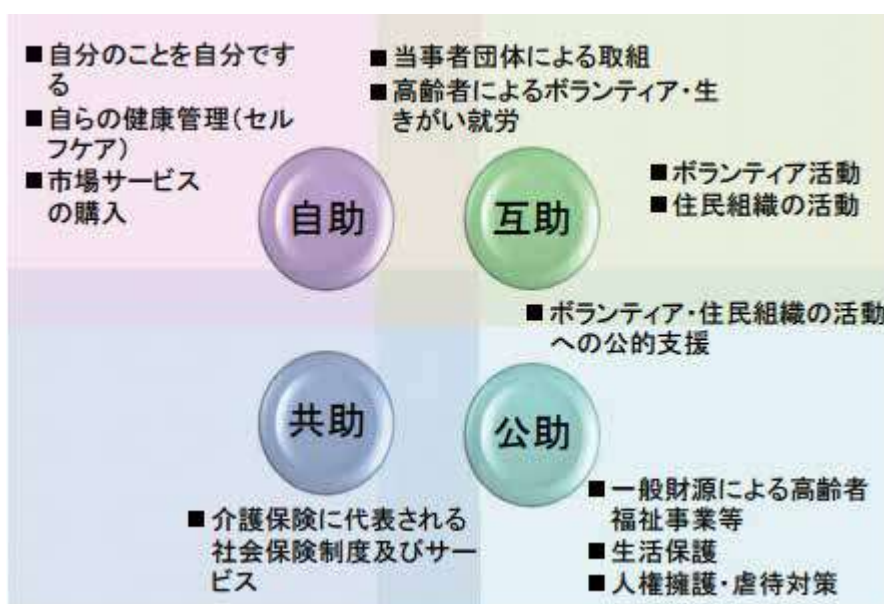 ■自分のことを自分です
る
■自らの健康管理(セル
フケア)
■市場サービス
の購入
自助
■当事者団体による取組
■高齢者によるボランティア・生
きがい就労
■ボランティア活動
■住民組織の活動
互助
■ボランティア・住民組織の活動
への公的支援
共助
■介護保険に代表される
社会保険制度及びサー
ビス
公助
■一般財源による高齢者
福祉事業等
■生活保護
■人権擁護・虐待対策